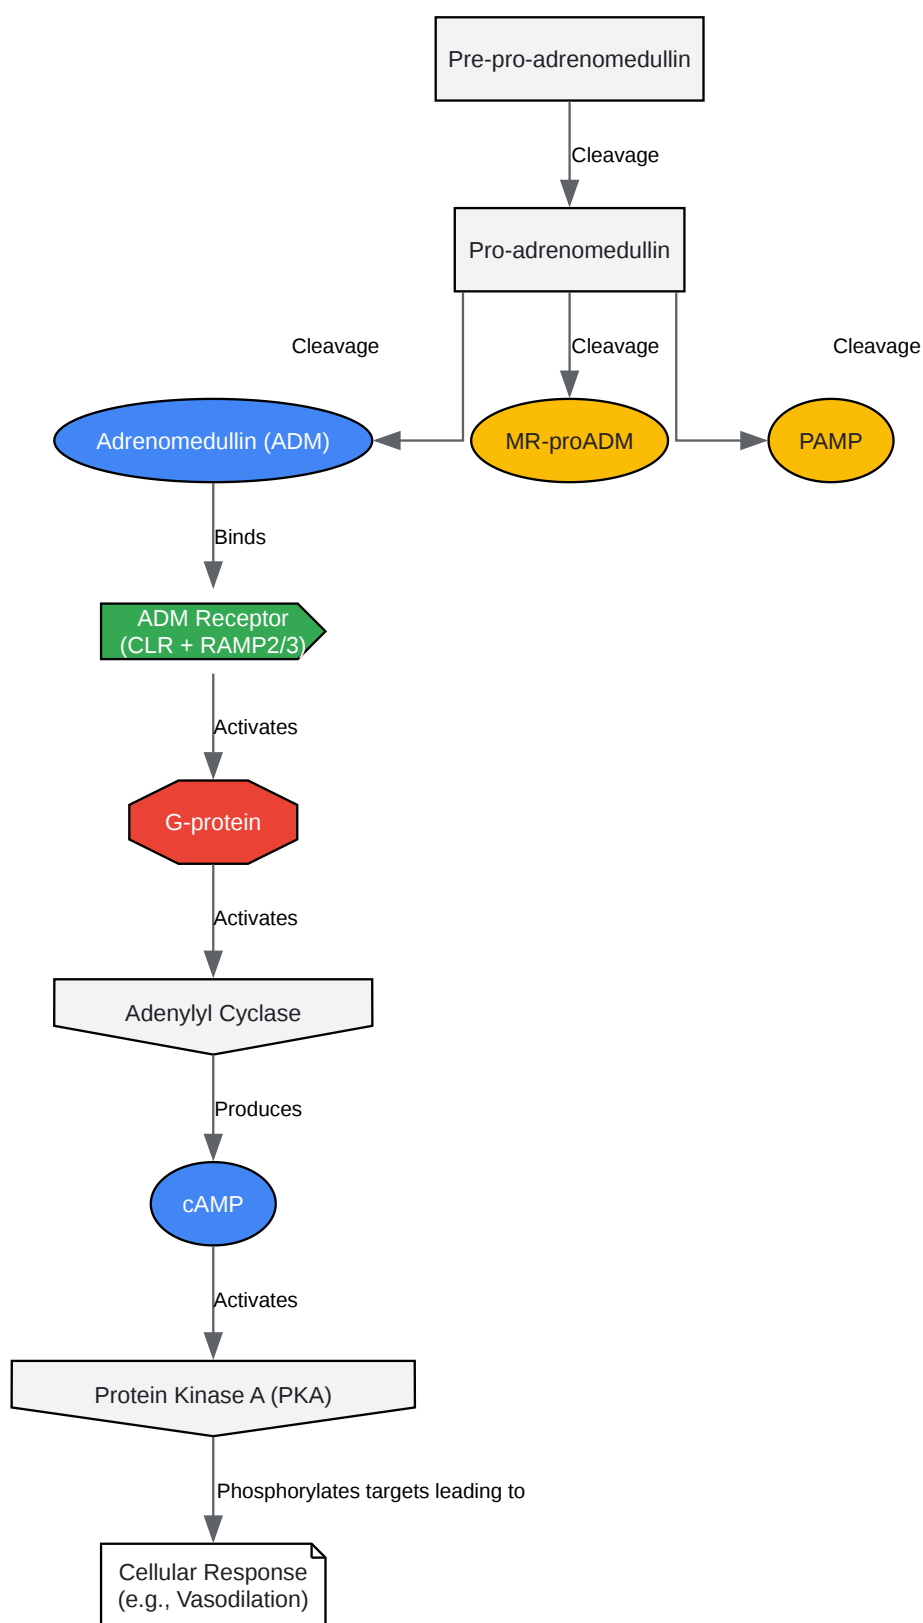 Pre-pro-adrenomedullin
Cleavage
Pro-adrenomedullin
Cleavage
Cleavage
Cleavage
Adrenomedullin (ADM)
MR-proADM
PAMP
Binds
ADM Receptor
(CLR + RAMP2/3)
Activates
G-protein
Activates
Adenylyl Cyclase
Produces
cAMP
Activates
Protein Kinase A (PKA)
Phosphorylates targets leading to
Cellular Response
(e.g., Vasodilation)